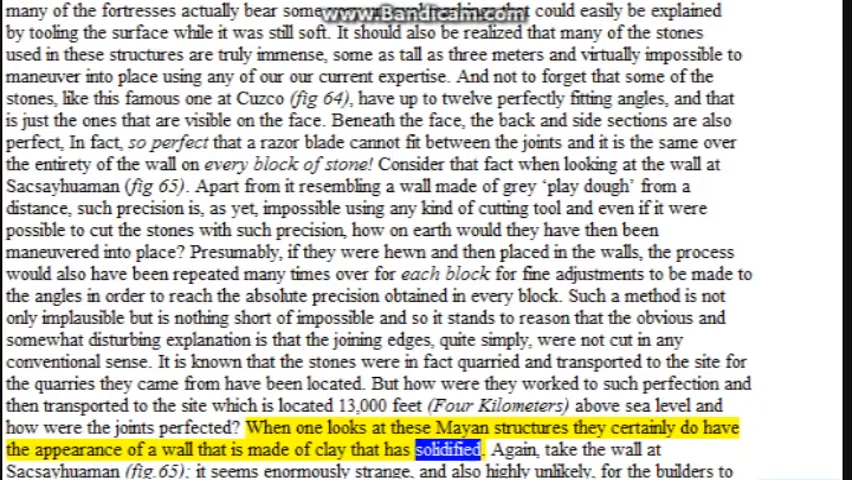 many of the fortresses actually bear some that could easily be explained
www.Bandicam.com
by tooling the surface while it was still soft. It should also be realized that many of the stones
used in these structures are truly immense, some as tall as three meters and virtually impossible to
maneuver into place using any of our our current expertise. And not to forget that some of the
stones, like this famous one at Cuzco (fig 64), have up to twelve perfectly fitting angles, and that
is just the ones that are visible on the face. Beneath the face, the back and side sections are also
perfect, In fact, so perfect that a razor blade cannot fit between the joints and it is the same over
the entirety of the wall on every block of stone! Consider that fact when looking at the wall at
Sacsayhuaman (fig 65). Apart from it resembling a wall made of grey ‘play dough’ from a
distance, such precision is, as yet, impossible using any kind of cutting tool and even if it were
possible to cut the stones with such precision, how on earth would they have then been
maneuvered into place? Presumably, if they were hewn and then placed in the walls, the process
would also have been repeated many times over for each block for fine adjustments to be made to
the angles in order to reach the absolute precision obtained in every block. Such a method is not
only implausible but is nothing short of impossible and so it stands to reason that the obvious and
somewhat disturbing explanation is that the joining edges, quite simply, were not cut in any
conventional sense. It is known that the stones were in fact quarried and transported to the site for
the quarries they came from have been located. But how were they worked to such perfection and
then transported to the site which is located 13,000 feet (Four Kilometers) above sea level and
how were the joints perfected? When one looks at these Mayan structures they certainly do have
the appearance of a wall that is made of clay that has solidified. Again, take the wall at
Sacsayhuaman (fig.65); it seems enormously strange, and also highly unlikely, for the builders to